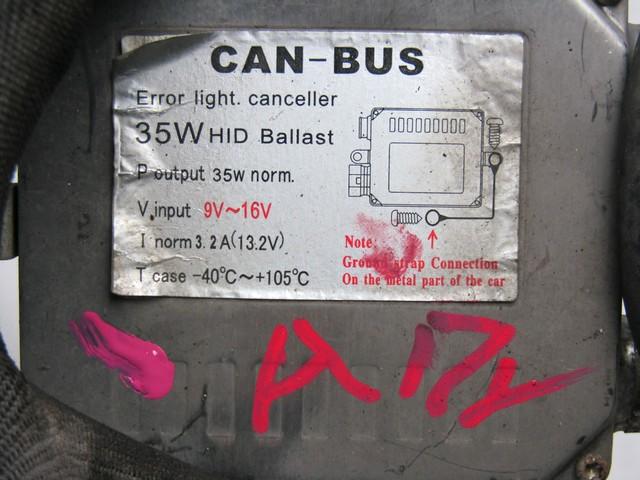 CAN-BUS
Error light. canceller
35W HID Ballast
P output 35w norm.
V.input 9V~16V
I norm 3.2A(13.2V)
T case -40℃~+105℃
Note:
Ground strap Connection
On the metal part of the car